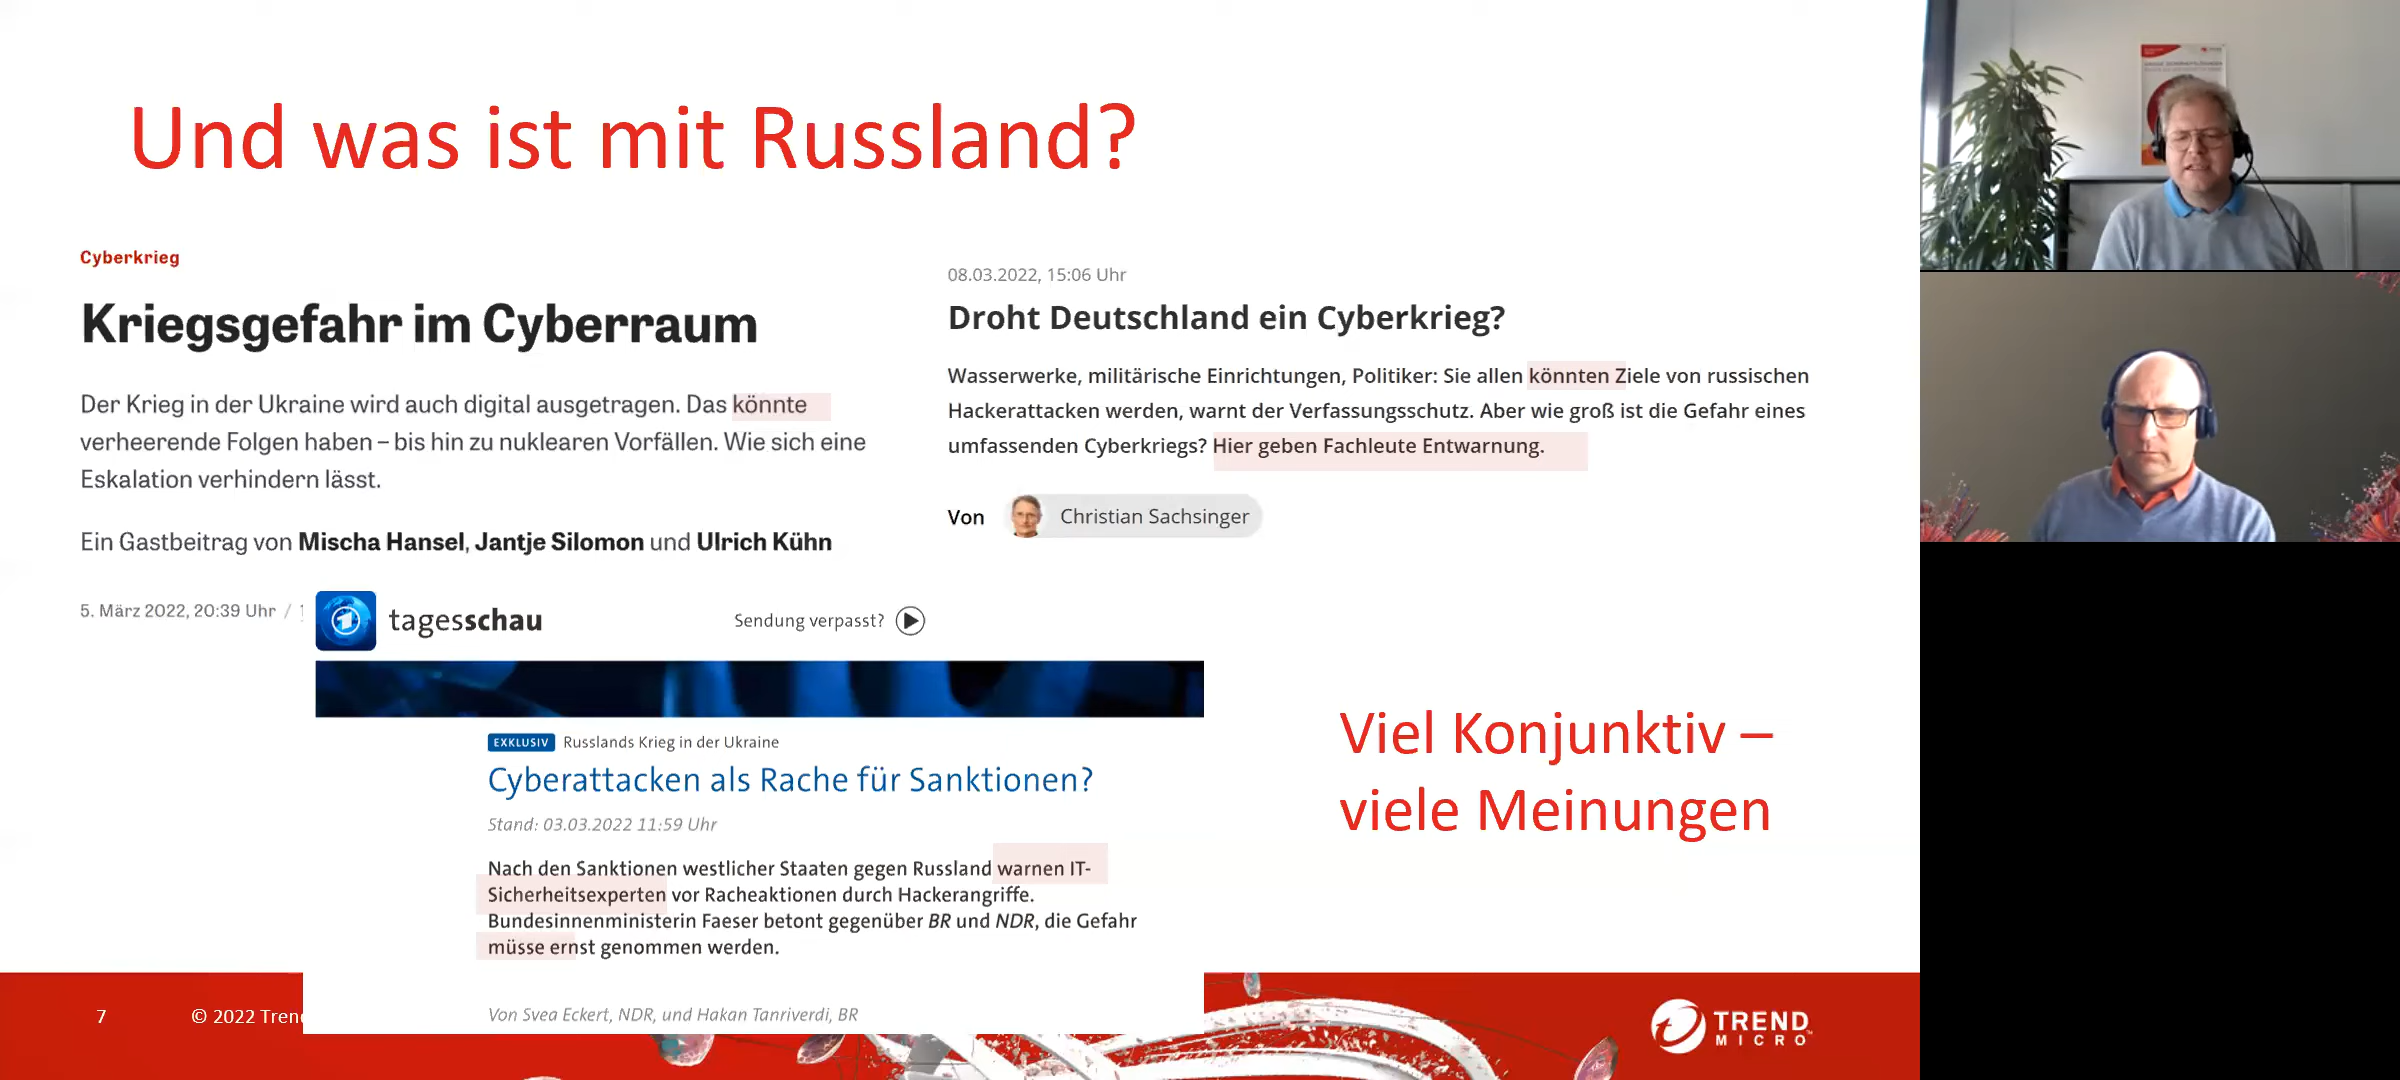 Und was ist mit Russland?
Cyberkrieg
Kriegsgefahr im Cyberraum
Der Krieg in der Ukraine wird auch digital ausgetragen. Das könnte
verheerende Folgen haben – bis hin zu nuklearen Vorfällen. Wie sich eine
Eskalation verhindern lässt.
Ein Gastbeitrag von Mischa Hansel, Jantje Silomon und Ulrich Kühn
5. März 2022, 20:39 Uhr /
08.03.2022, 15:06 Uhr
Droht Deutschland ein Cyberkrieg?
Wasserwerke, militärische Einrichtungen, Politiker: Sie allen könnten Ziele von russischen
Hackerattacken werden, warnt der Verfassungsschutz. Aber wie groß ist die Gefahr eines
umfassenden Cyberkriegs? Hier geben Fachleute Entwarnung.
Von Christian Sachsinger
tagesschau
Sendung verpasst?
EXKLUSIV Russlands Krieg in der Ukraine
Cyberattacken als Rache für Sanktionen?
Stand: 03.03.2022 11:59 Uhr
Nach den Sanktionen westlicher Staaten gegen Russland warnen IT-
Sicherheitsexperten vor Racheaktionen durch Hackerangriffe.
Bundesinnenministerin Faeser betont gegenüber BR und NDR, die Gefahr
müsse ernst genommen werden.
Von Svea Eckert, NDR, und Hakan Tanriverdi, BR
Viel Konjunktiv –
viele Meinungen
7
© 2022 Tren
TREND
MICRO